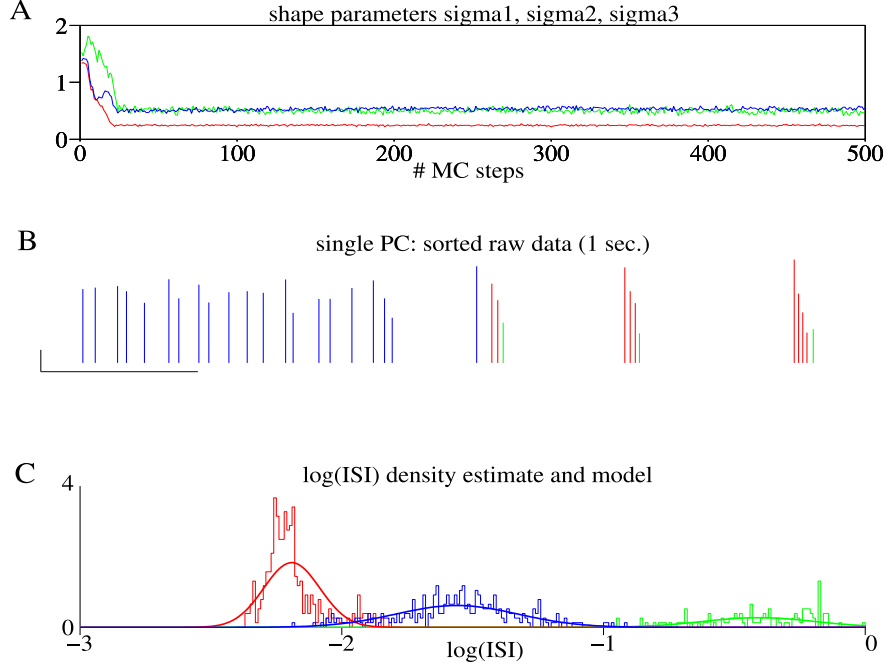 A
shape parameters sigma1, sigma2, sigma3
2
1
0
0 100 200 300 400 500
# MC steps
B
single PC: sorted raw data (1 sec.)
C
log(ISI) density estimate and model
4
0
−3 −2 −1 0
log(ISI)